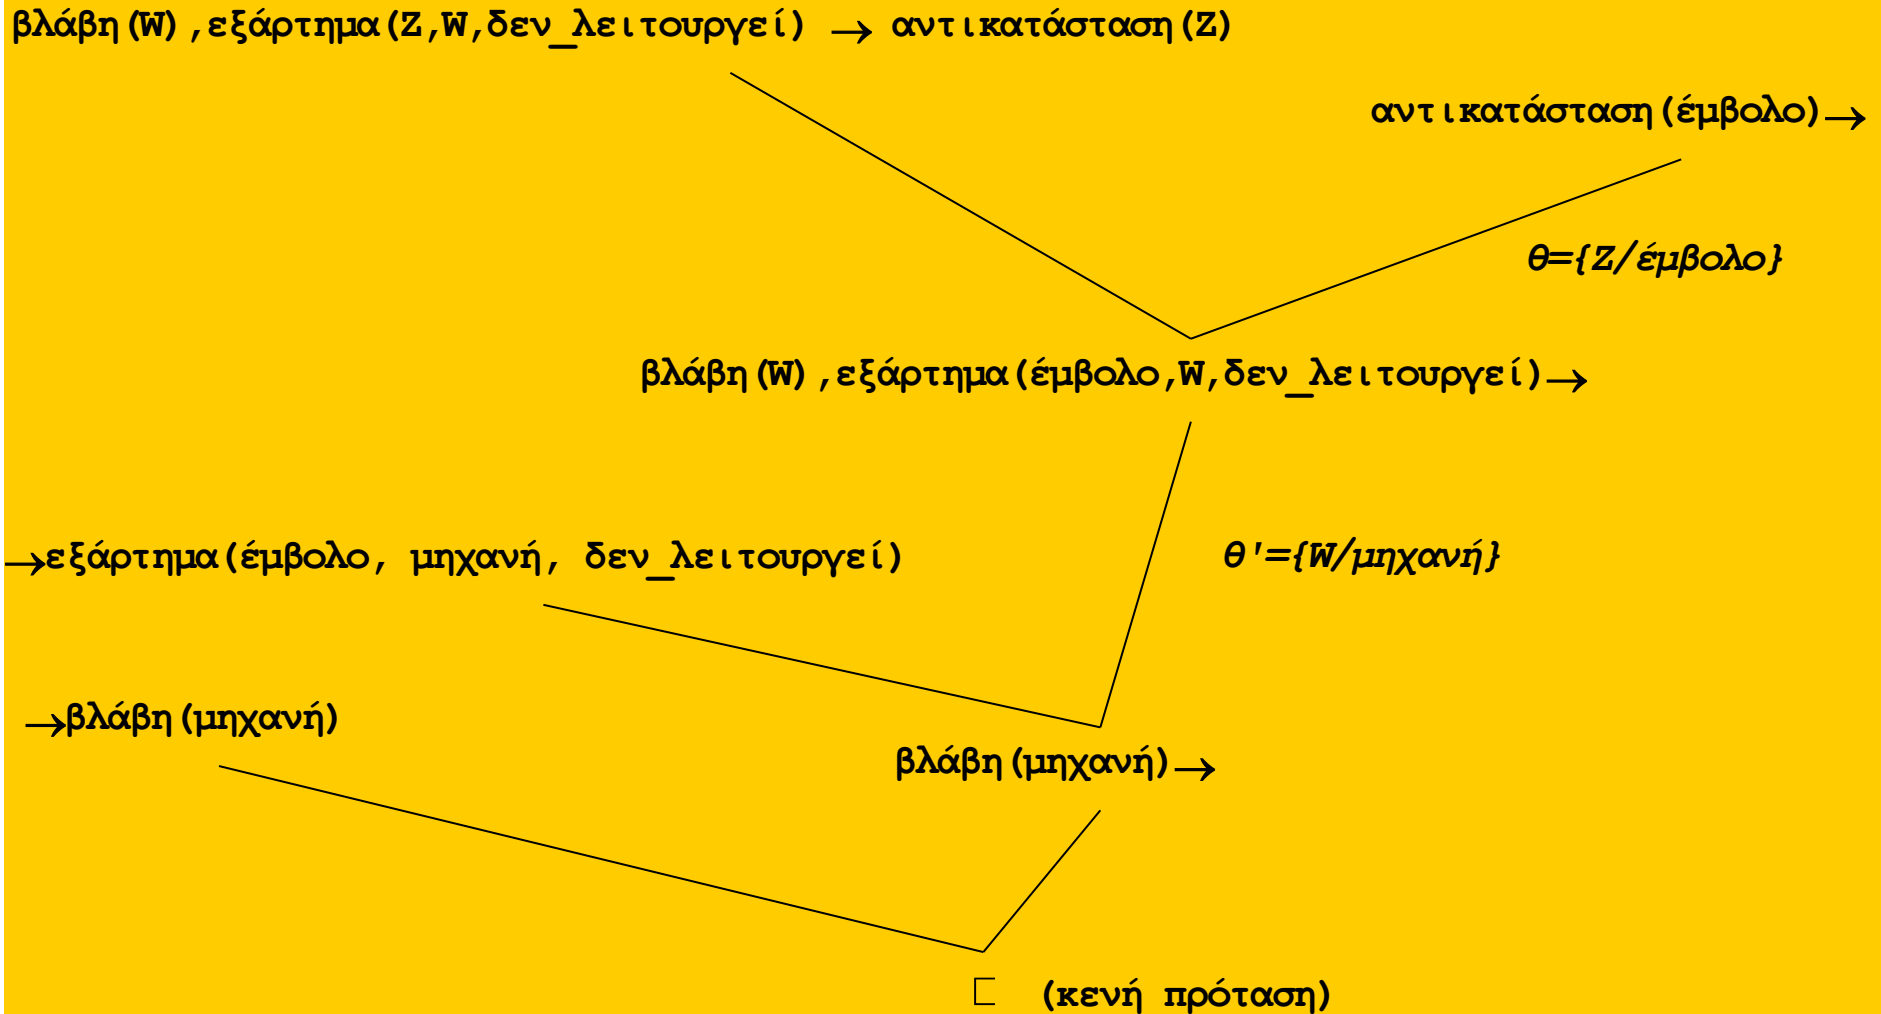 βλάβη(W),εξάρτημα(Z,W,δεν_λειτουργεί) → αντικατάσταση(Z)
αντικατάσταση(έμβολο)→
θ={Z/έμβολο}
βλάβη(W),εξάρτημα(έμβολο,W,δεν_λειτουργεί)→
→εξάρτημα(έμβολο, μηχανή, δεν_λειτουργεί)
θ'={W/μηχανή}
→βλάβη(μηχανή)
βλάβη(μηχανή)→
(κενή πρόταση)